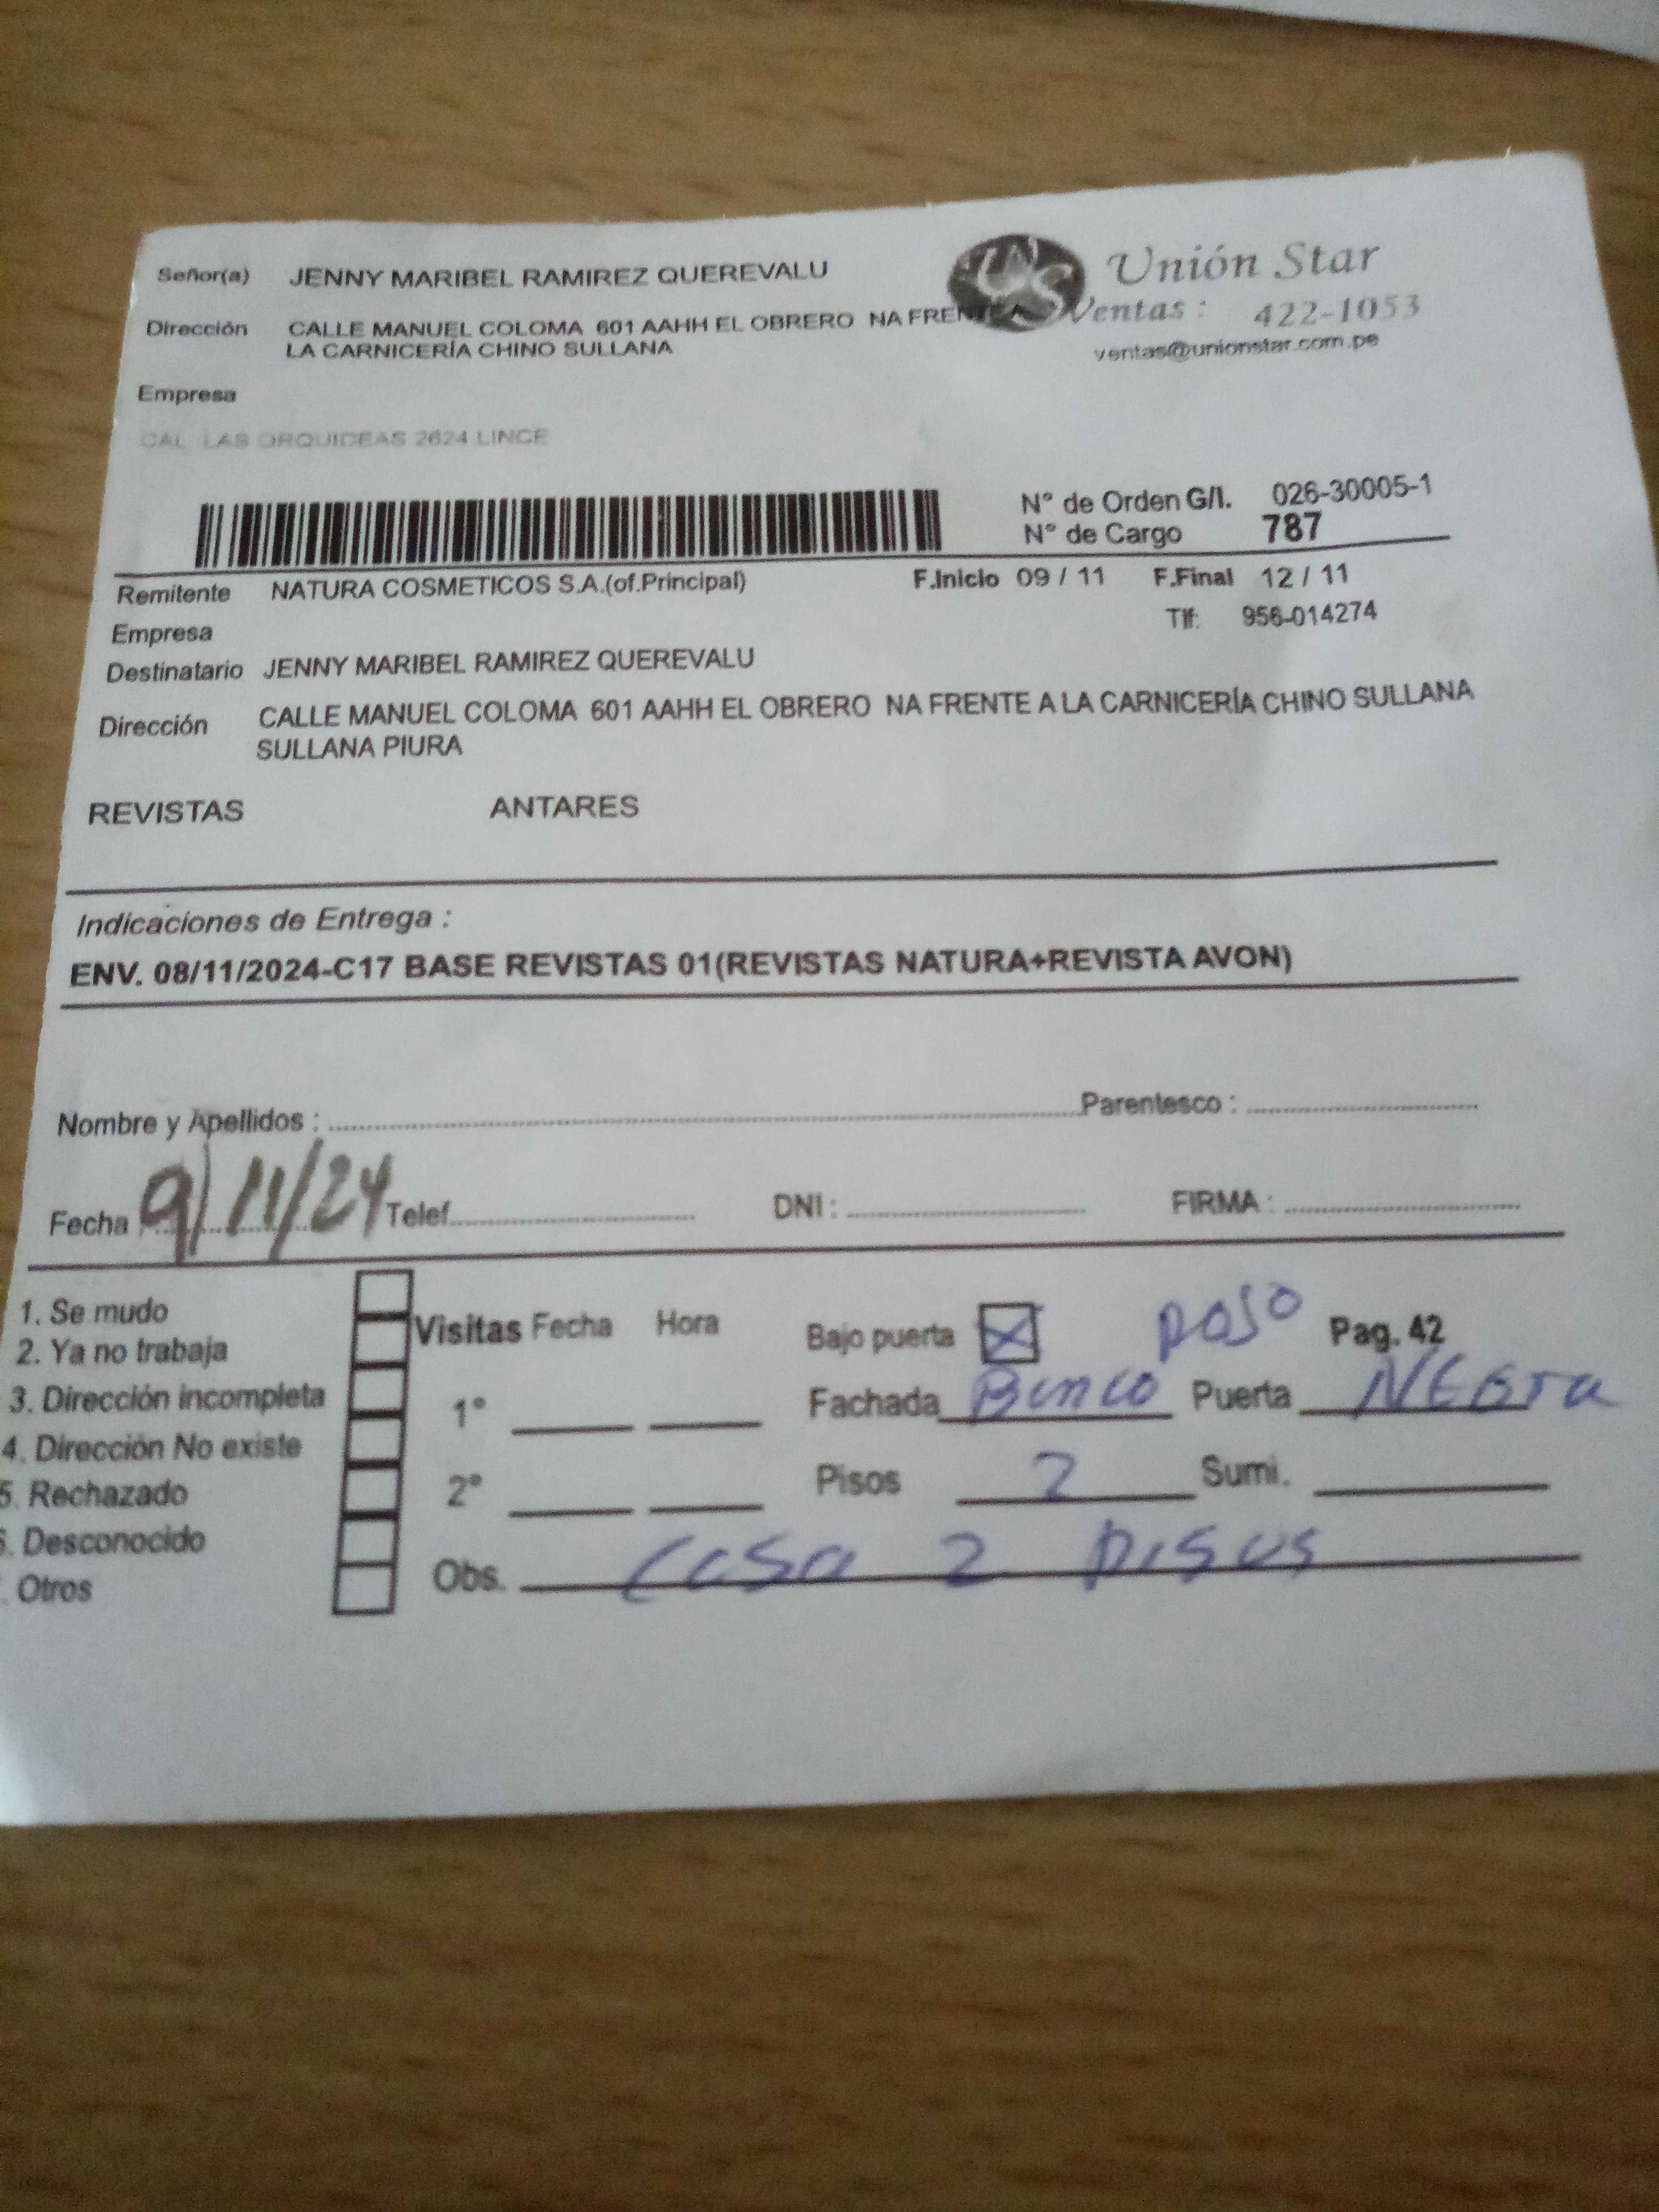 Señor(a) JENNY MARIBEL RAMIREZ QUEREVALU
Unión Star
Dirección CALLE MANUEL COLOMA 601 AAHH EL OBRERO NA FRENTE A
LA CARNICERÍA CHINO SULLANA
Ventas : 422-1053
ventas@unionstar.com.pe
Empresa
CAL LAS ORQUIDEAS 2624 LINCE
N° de Orden G/I. 026-30005-1
N° de Cargo 787
Remitente NATURA COSMETICOS S.A.(of.Principal) F.Inicio 09 / 11 F.Final 12 / 11
Empresa Tlf: 956-014274
Destinatario JENNY MARIBEL RAMIREZ QUEREVALU
Dirección CALLE MANUEL COLOMA 601 AAHH EL OBRERO NA FRENTE A LA CARNICERÍA CHINO SULLANA
SULLANA PIURA
REVISTAS ANTARES
Indicaciones de Entrega :
ENV. 08/11/2024-C17 BASE REVISTAS 01(REVISTAS NATURA+REVISTA AVON)
Nombre y Apellidos : Parentesco :
Fecha : 9/11/24 Telef. DNI : FIRMA :
1. Se mudo
2. Ya no trabaja
3. Dirección incompleta
4. Dirección No existe
5. Rechazado
6. Desconocido
. Otros
Visitas Fecha Hora
1°
2°
Bajo puerta X Pag. 42
Fachada Puerta NEGra
Pisos 2 Sumi.
Obs. Casa 2 pisos